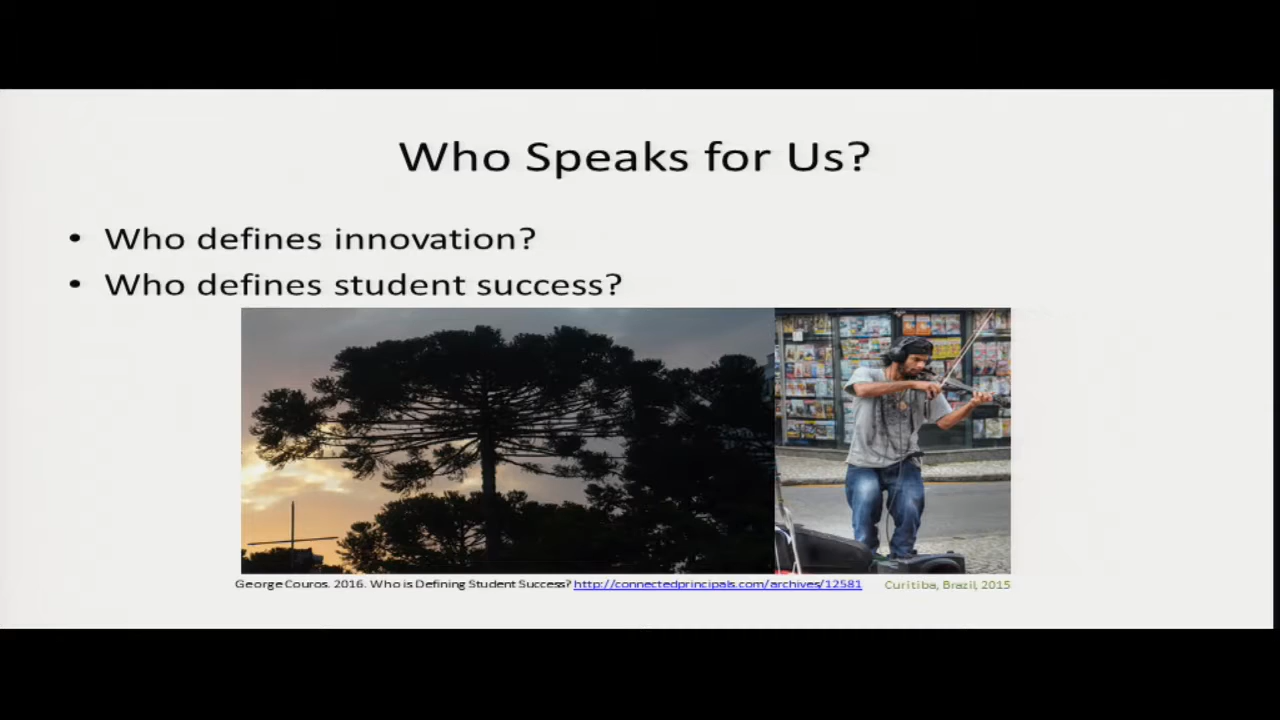 Who Speaks for Us?
• Who defines innovation?
• Who defines student success?
George Couros. 2016. Who is Defining Student Success? http://connectedprincipals.com/archives/12581 Curitiba, Brazil, 2015